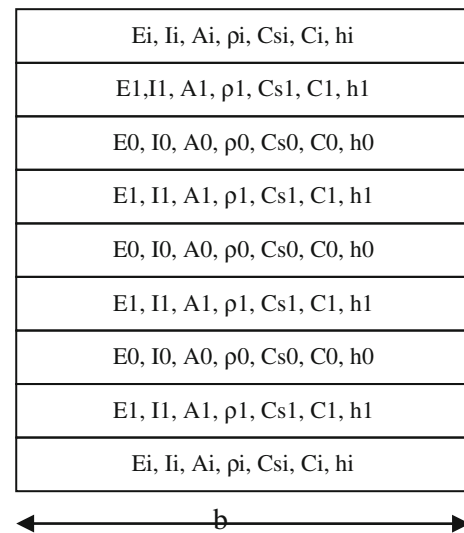 Ei, Ii, Ai, ρi, Csi, Ci, hi
E1,I1, A1, ρ1, Cs1, C1, h1
E0, I0, A0, ρ0, Cs0, C0, h0
E1, I1, A1, ρ1, Cs1, C1, h1
E0, I0, A0, ρ0, Cs0, C0, h0
E1, I1, A1, ρ1, Cs1, C1, h1
E0, I0, A0, ρ0, Cs0, C0, h0
E1, I1, A1, ρ1, Cs1, C1, h1
Ei, Ii, Ai, ρi, Csi, Ci, hi
b